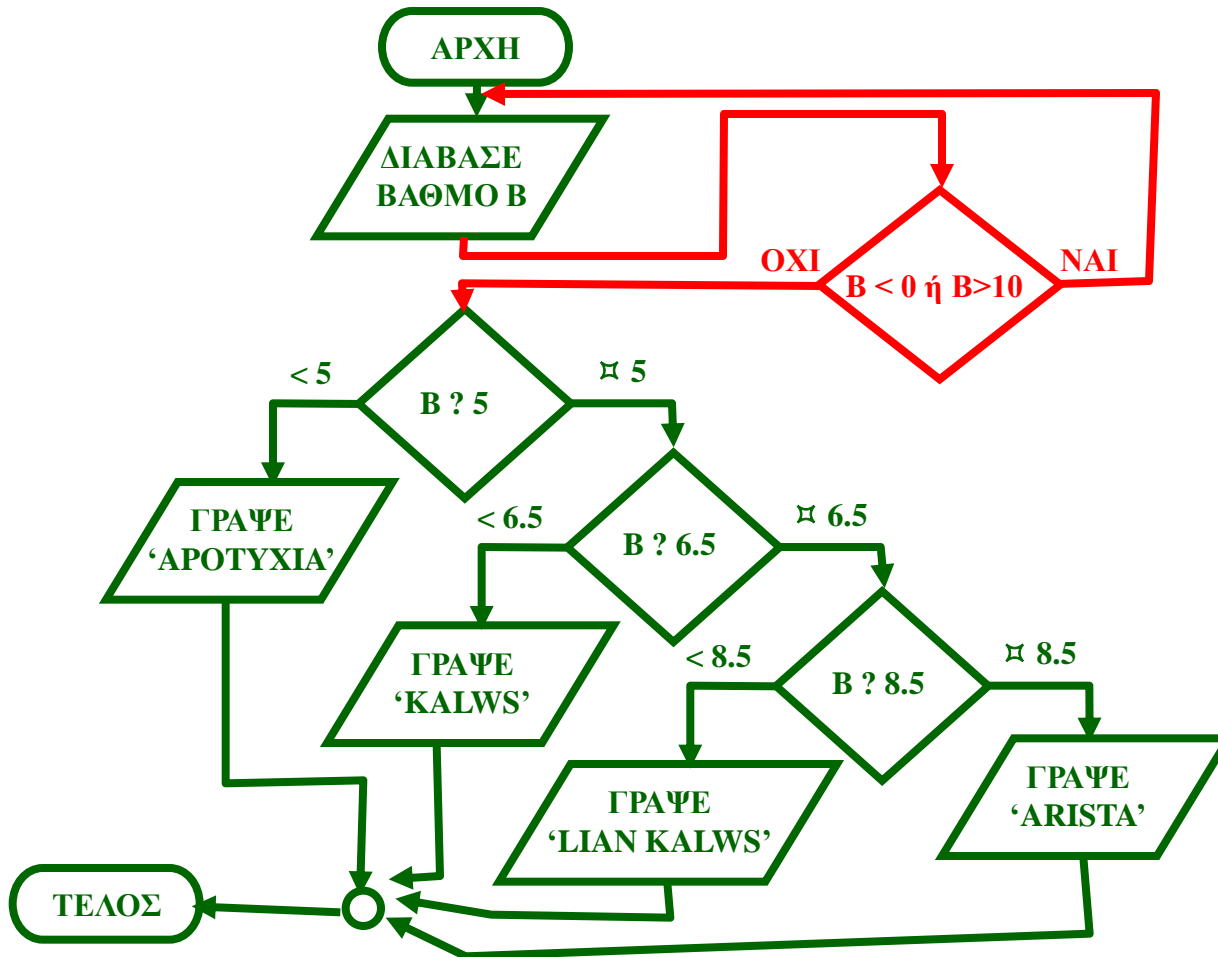 ΑΡΧΗ
ΔΙΑΒΑΣΕ
ΒΑΘΜΟ Β
ΟΧΙ
ΝΑΙ
Β < 0 ή Β>10
< 5
¤ 5
Β ? 5
ΓΡΑΨΕ
‘APOTYXIA’
< 6.5
¤ 6.5
Β ? 6.5
ΓΡΑΨΕ
‘KALWS’
< 8.5
¤ 8.5
Β ? 8.5
ΓΡΑΨΕ
‘LIAN KALWS’
ΓΡΑΨΕ
‘ARISTA’
ΤΕΛΟΣ